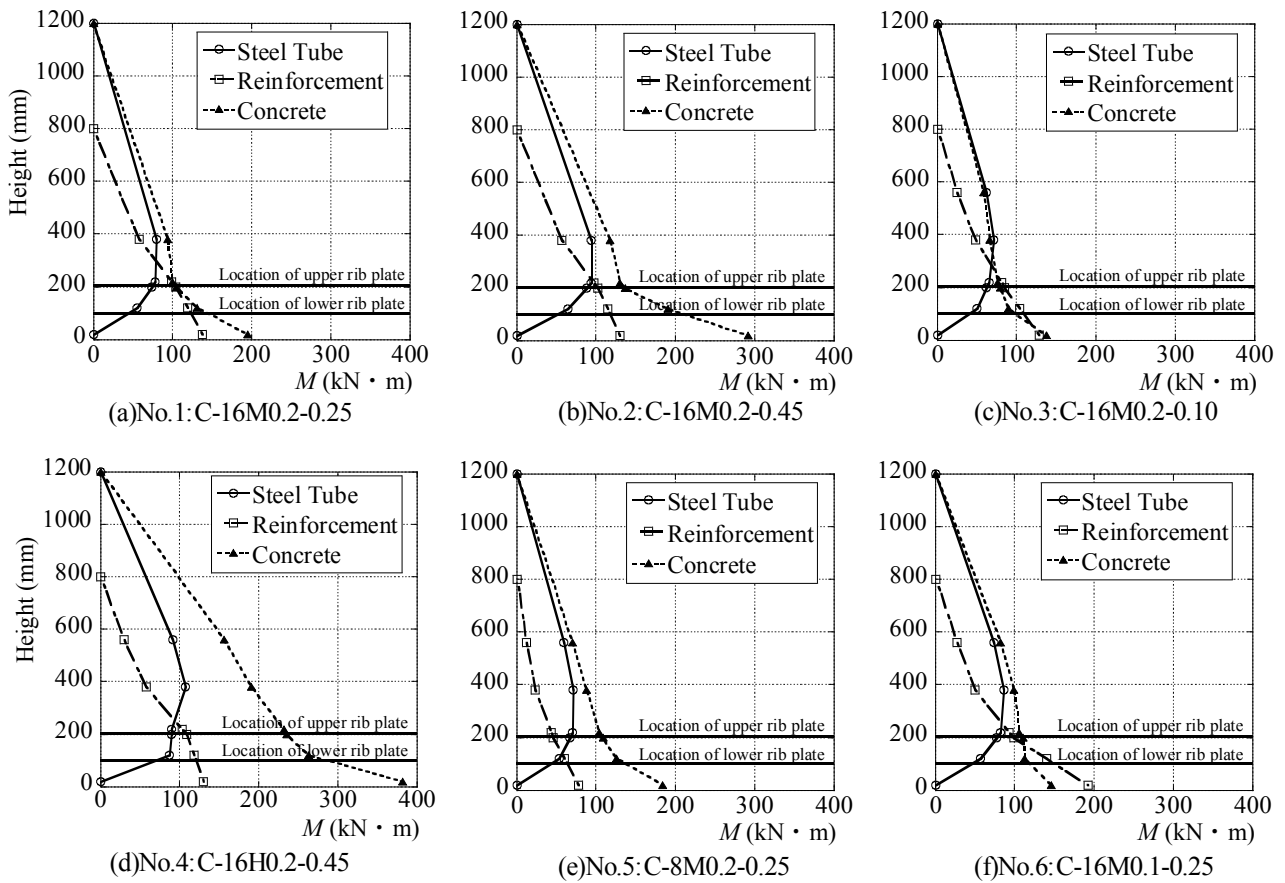 1200
1000
800
600
400
200
0
Height (mm)
Steel Tube
Reinforcement
Concrete
Location of upper rib plate
Location of lower rib plate
0 100 200 300 400
M (kN・m)
(a)No.1:C-16M0.2-0.25
1200
1000
800
600
400
200
0
Steel Tube
Reinforcement
Concrete
Location of upper rib plate
Location of lower rib plate
0 100 200 300 400
M (kN・m)
(b)No.2:C-16M0.2-0.45
1200
1000
800
600
400
200
0
Steel Tube
Reinforcement
Concrete
Location of upper rib plate
Location of lower rib plate
0 100 200 300 400
M (kN・m)
(c)No.3:C-16M0.2-0.10
1200
1000
800
600
400
200
0
Height (mm)
Steel Tube
Reinforcement
Concrete
Location of upper rib plate
Location of lower rib plate
0 100 200 300 400
M (kN・m)
(d)No.4:C-16H0.2-0.45
1200
1000
800
600
400
200
0
Steel Tube
Reinforcement
Concrete
Location of upper rib plate
Location of lower rib plate
0 100 200 300 400
M (kN・m)
(e)No.5:C-8M0.2-0.25
1200
1000
800
600
400
200
0
Steel Tube
Reinforcement
Concrete
Location of upper rib plate
Location of lower rib plate
0 100 200 300 400
M (kN・m)
(f)No.6:C-16M0.1-0.25